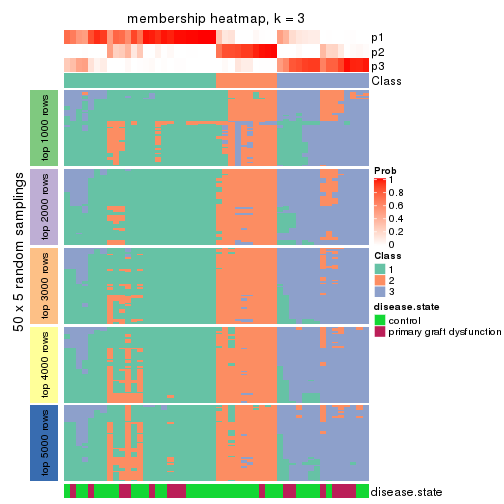 membership heatmap, k = 3
p1
p2
p3
Class
50 x 5 random samplings
top 1000 rows
top 2000 rows
top 3000 rows
top 4000 rows
top 5000 rows
Prob
1
0.8
0.6
0.4
0.2
0
Class
1
2
3
disease.state
control
primary graft dysfunction
disease.state